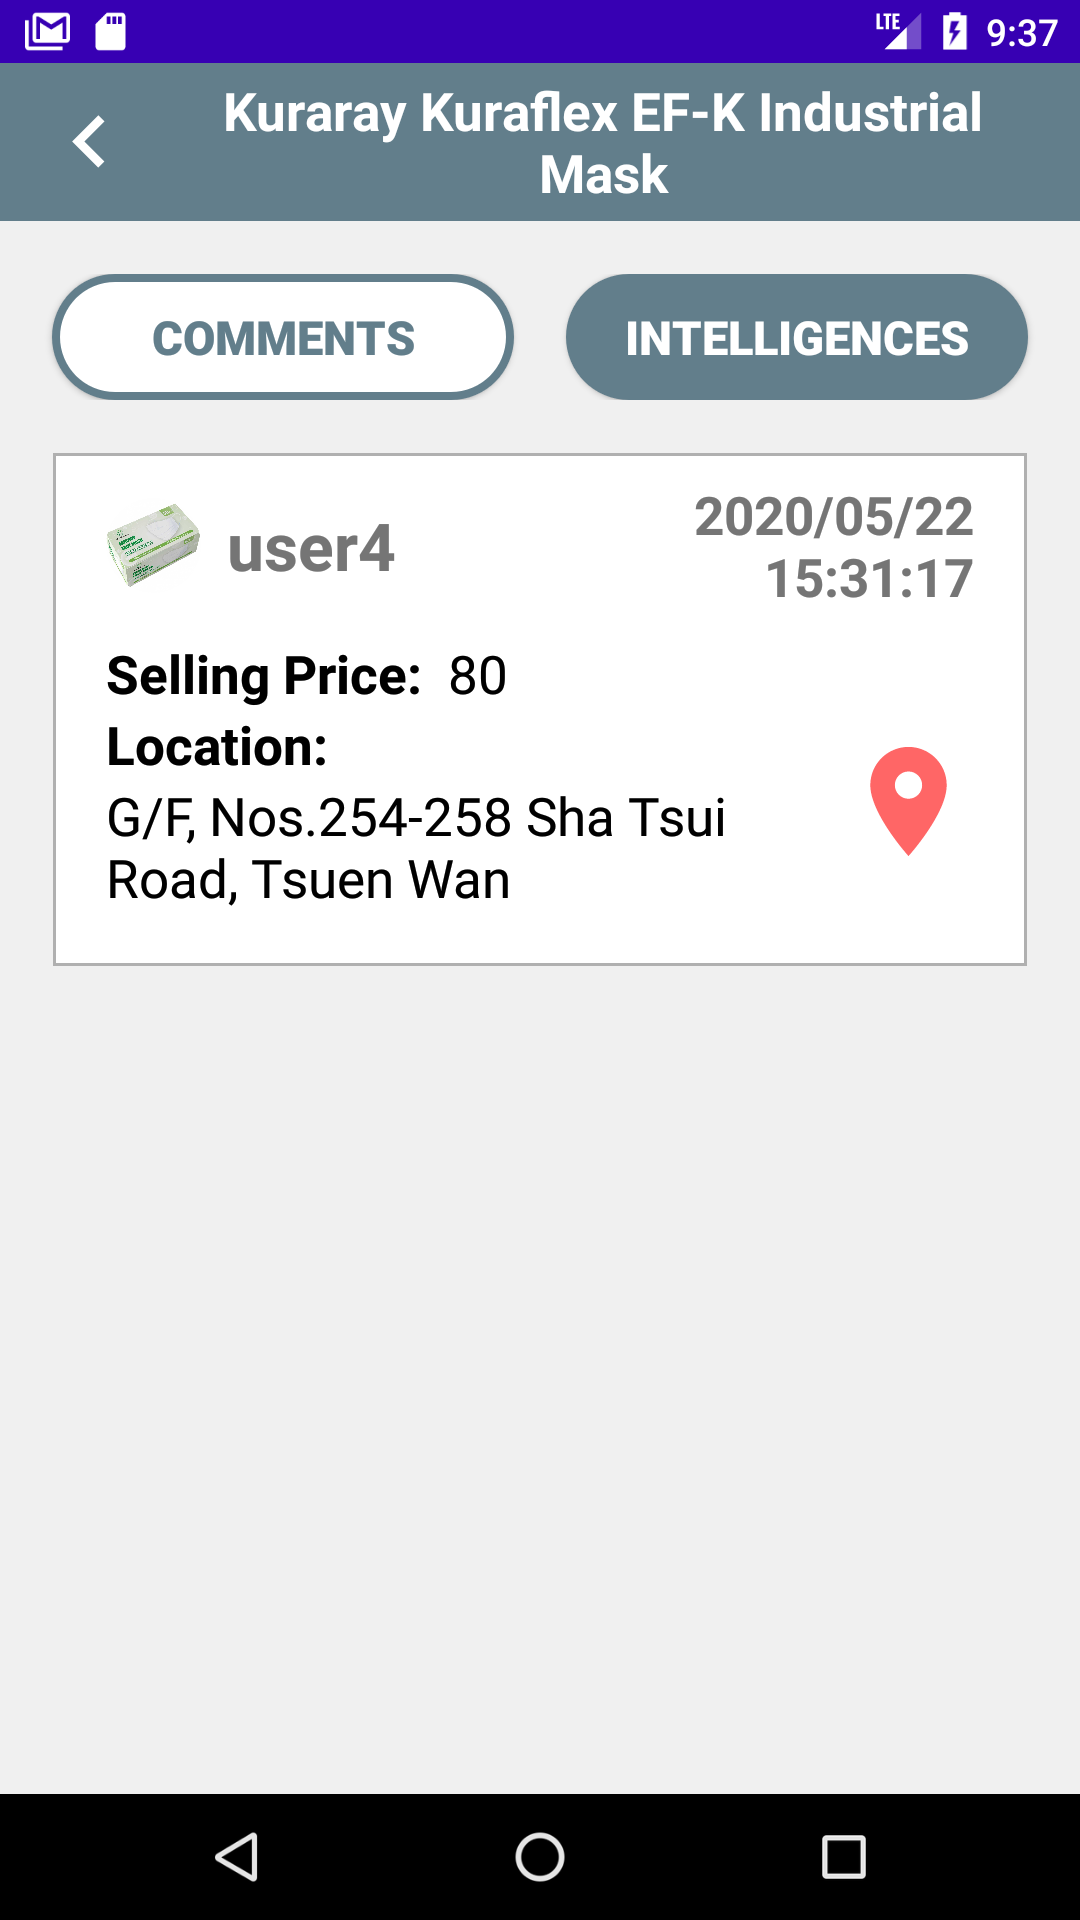 LTE 9:37
Kuraray Kuraflex EF-K Industrial
Mask
COMMENTS INTELLIGENCES
user4
2020/05/22
15:31:17
Selling Price: 80
Location:
G/F, Nos.254-258 Sha Tsui
Road, Tsuen Wan